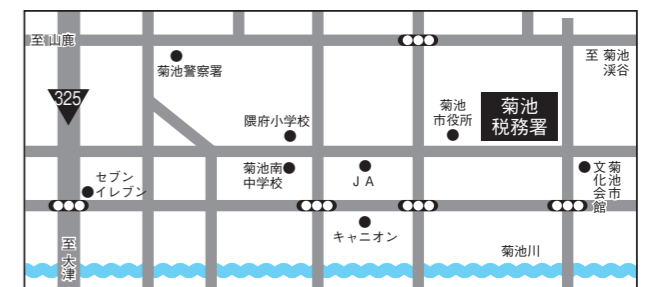 至 山鹿
菊池警察署
至 菊池
渓谷
325
隈府小学校
菊池
市役所
菊池
税務署
セブン
イレブン
菊池南
中学校
ＪＡ
菊池市
文化会館
キャニオン
至 大津
菊池川